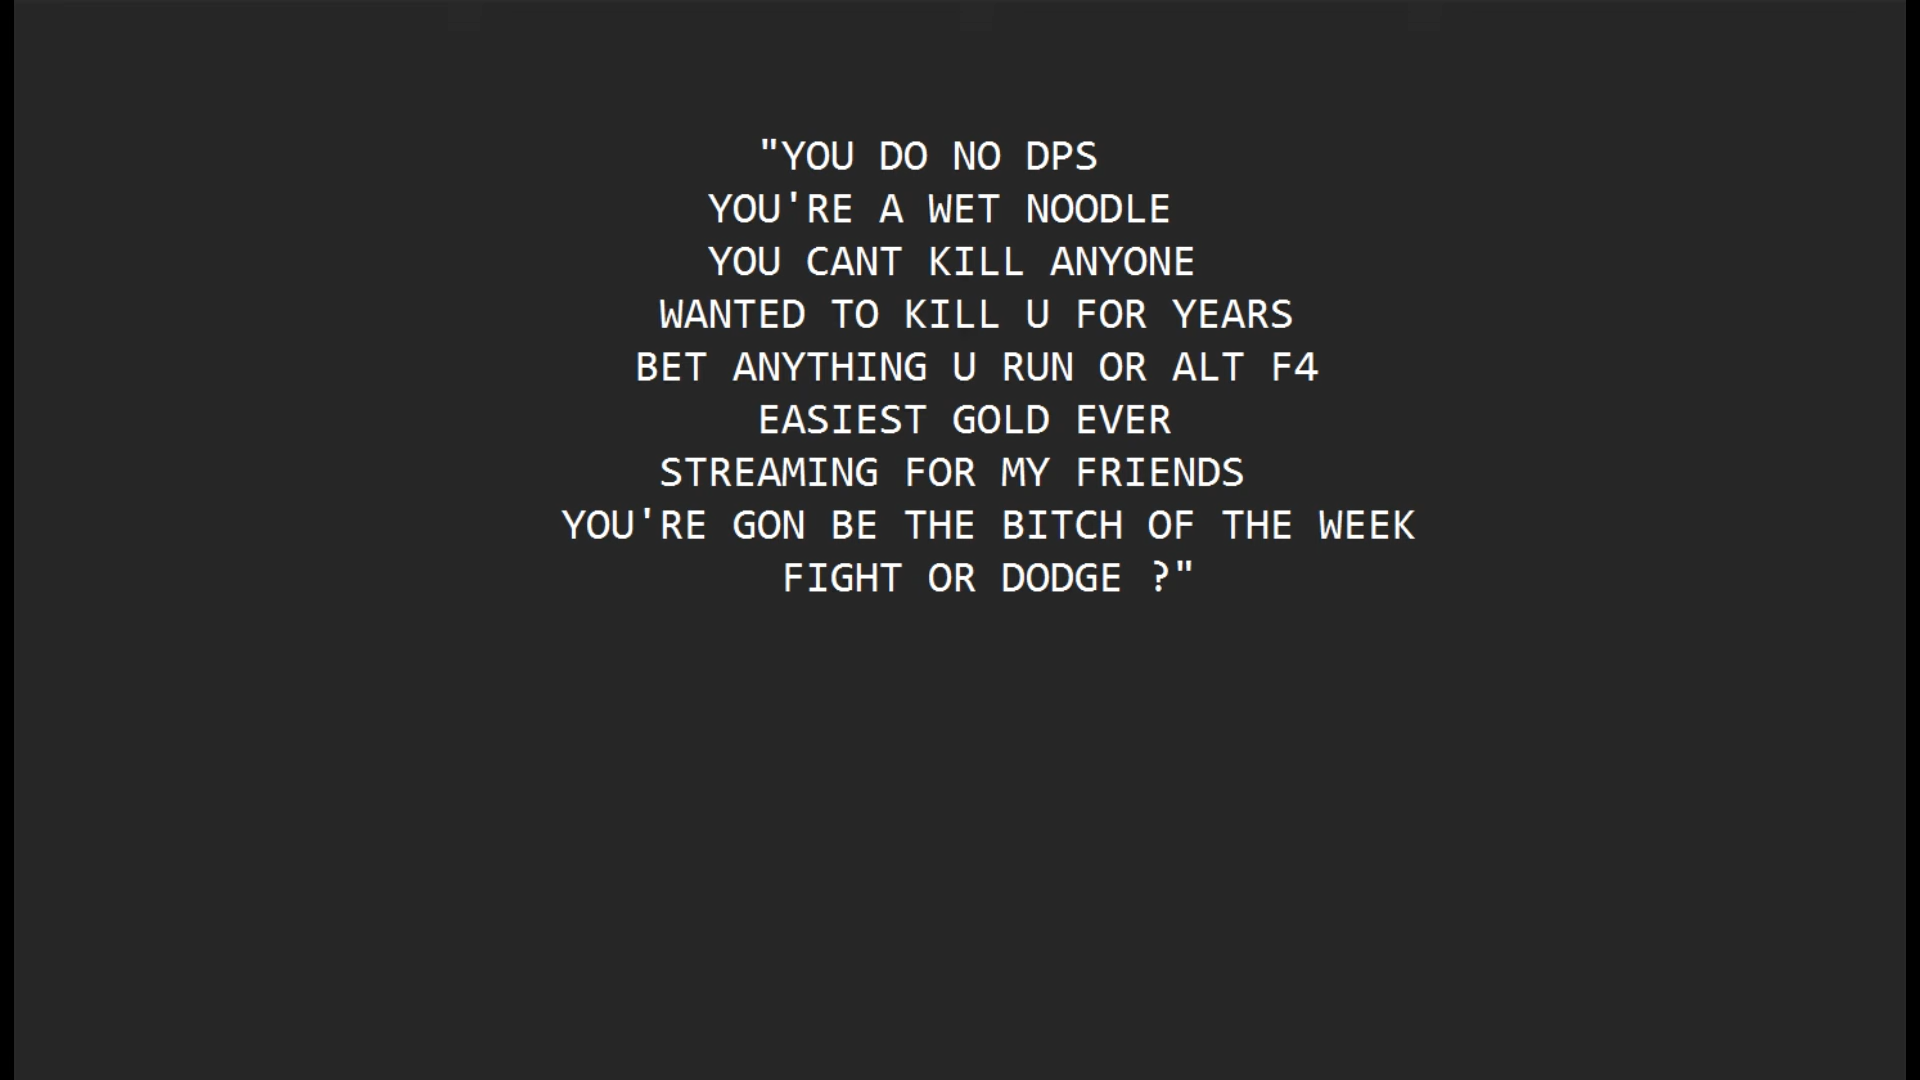 "YOU DO NO DPS
YOU'RE A WET NOODLE
YOU CANT KILL ANYONE
WANTED TO KILL U FOR YEARS
BET ANYTHING U RUN OR ALT F4
EASIEST GOLD EVER
STREAMING FOR MY FRIENDS
YOU'RE GON BE THE BITCH OF THE WEEK
FIGHT OR DODGE ?"